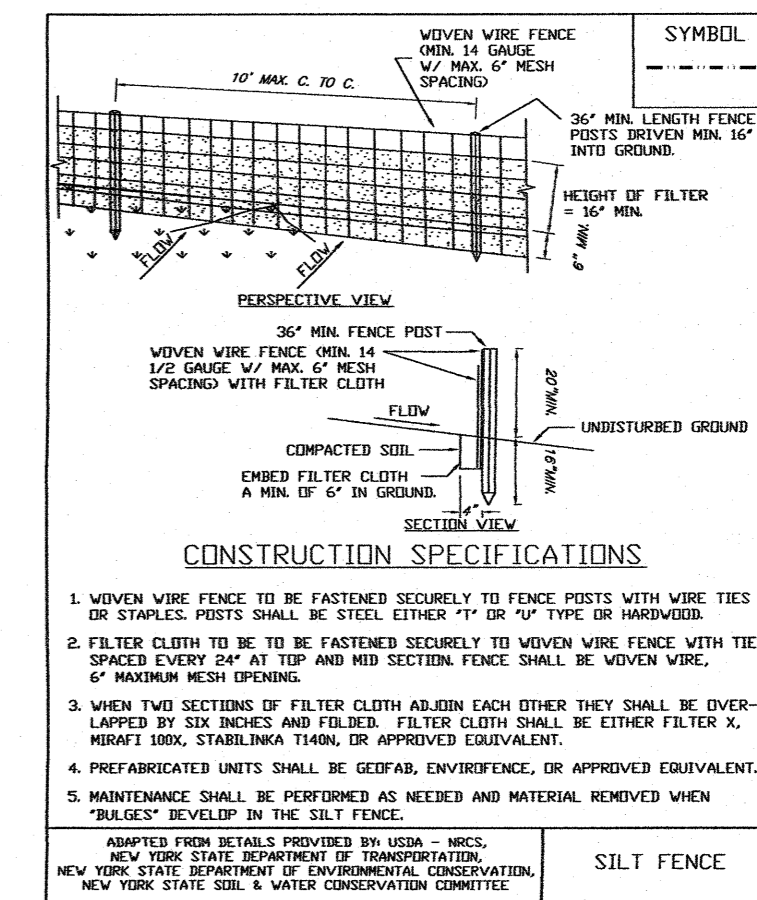 SYMBOL
WOVEN WIRE FENCE
(MIN. 14 GAUGE
W/ MAX. 6" MESH
SPACING)
10' MAX. C. TO C.
36" MIN. LENGTH FENCE
POSTS DRIVEN MIN. 16"
INTO GROUND.
HEIGHT OF FILTER
= 16" MIN.
6" MIN.
FLOW
FLOW
PERSPECTIVE VIEW
36" MIN. FENCE POST
WOVEN WIRE FENCE (MIN. 14
1/2 GAUGE W/ MAX. 6" MESH
SPACING) WITH FILTER CLOTH
20"MIN.
FLOW
UNDISTURBED GROUND
COMPACTED SOIL
16"MIN.
EMBED FILTER CLOTH
A MIN. OF 6" IN GROUND.
4"
SECTION VIEW
CONSTRUCTION SPECIFICATIONS
1. WOVEN WIRE FENCE TO BE FASTENED SECURELY TO FENCE POSTS WITH WIRE TIES
OR STAPLES. POSTS SHALL BE STEEL EITHER "T" OR "U" TYPE OR HARDWOOD.
2. FILTER CLOTH TO BE TO BE FASTENED SECURELY TO WOVEN WIRE FENCE WITH TIE
SPACED EVERY 24" AT TOP AND MID SECTION. FENCE SHALL BE WOVEN WIRE,
6" MAXIMUM MESH OPENING.
3. WHEN TWO SECTIONS OF FILTER CLOTH ADJOIN EACH OTHER THEY SHALL BE OVER-
LAPPED BY SIX INCHES AND FOLDED. FILTER CLOTH SHALL BE EITHER FILTER X,
MIRAFI 100X, STABILINKA T140N, OR APPROVED EQUIVALENT.
4. PREFABRICATED UNITS SHALL BE GEOFAB, ENVIROFENCE, OR APPROVED EQUIVALENT.
5. MAINTENANCE SHALL BE PERFORMED AS NEEDED AND MATERIAL REMOVED WHEN
"BULGES" DEVELOP IN THE SILT FENCE.
ADAPTED FROM DETAILS PROVIDED BY: USDA - NRCS,
NEW YORK STATE DEPARTMENT OF TRANSPORTATION,
NEW YORK STATE DEPARTMENT OF ENVIRONMENTAL CONSERVATION,
NEW YORK STATE SOIL & WATER CONSERVATION COMMITTEE
SILT FENCE